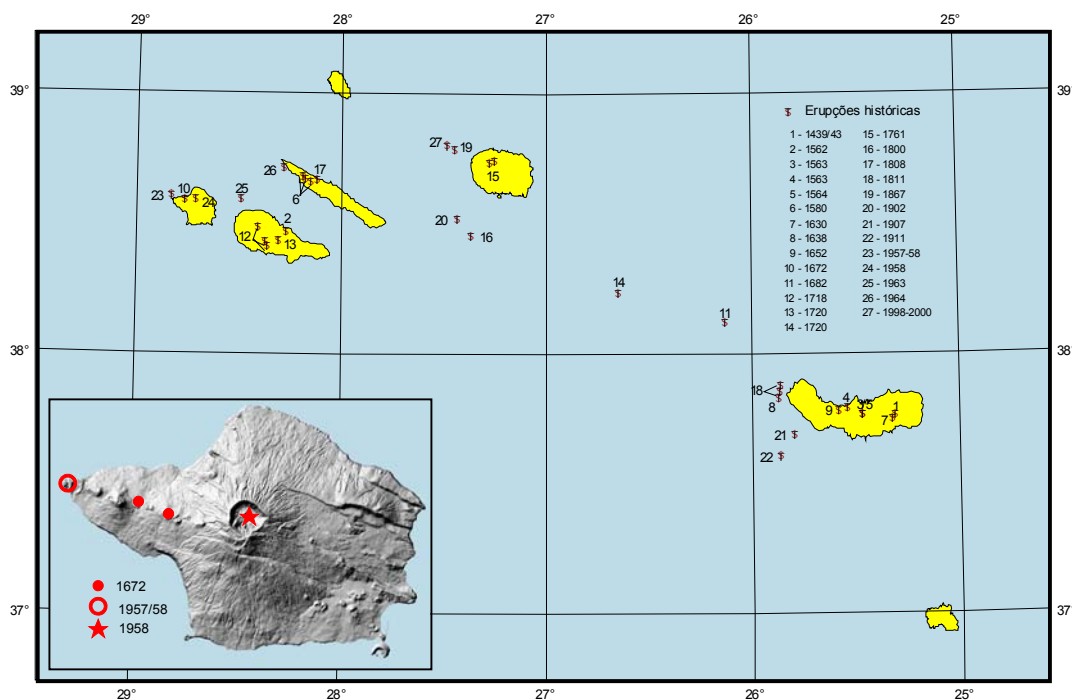 29° 28° 27° 26° 25°
39° 39°
Erupções históricas
1 - 1439/43 15 - 1761
2 - 1562 16 - 1800
3 - 1563 17 - 1808
4 - 1563 18 - 1811
5 - 1564 19 - 1867
6 - 1580 20 - 1902
7 - 1630 21 - 1907
8 - 1638 22 - 1911
9 - 1652 23 - 1957-58
10 - 1672 24 - 1958
11 - 1682 25 - 1963
12 - 1718 26 - 1964
13 - 1720 27 - 1998-2000
14 - 1720
27 19
26 17
15
23 10 24 25
6
2
12 13
20 16
14
11
38° 38°
18
8
9 4 3 5 1
7
21
22
1672
1957/58
1958
37° 37°
29° 28° 27° 26° 25°